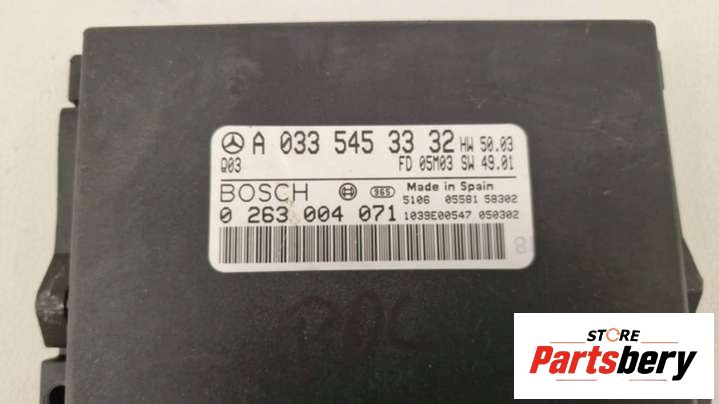 A 033 545 33 32 HW 50.03
Q03 FD 05M03 SW 49.01
BOSCH 965 Made in Spain
5106 05581 58302
0 263 004 071 1039E00547 050302
STORE
Partsbery